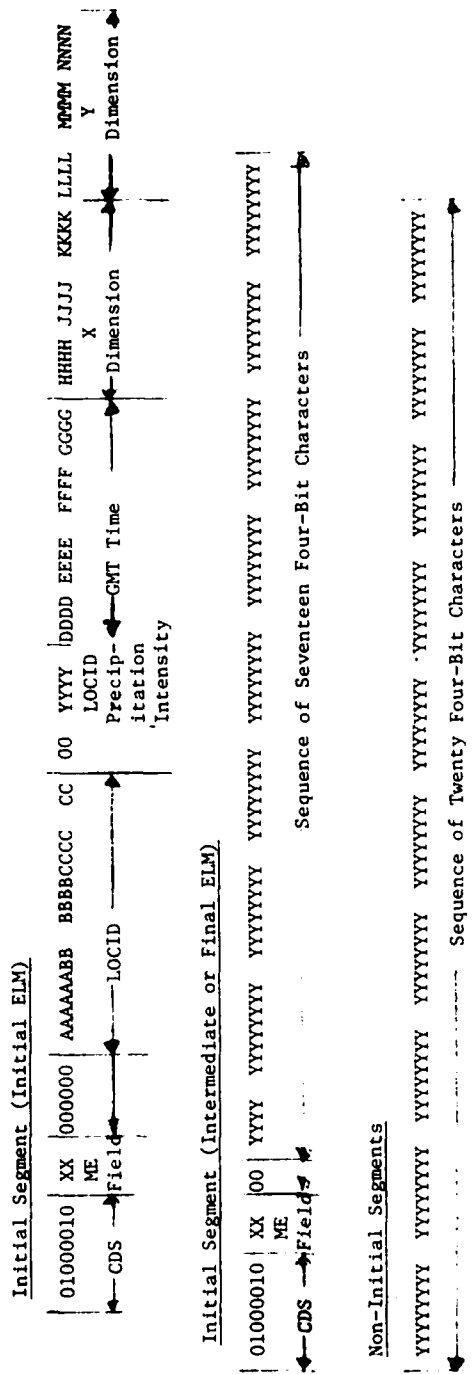 Initial Segment (Initial ELM)
01000010 XX 000000 AAAAAABB BBBBCCCC CC 00 YYYY DDDD EEEE FFFF GGGG HHHH JJJJ KKKK LLLL MMMM NNNN
ME LOCID X Y
CDS Field LOCID Precip- GMT Time Dimension Dimension
itation
Intensity
Initial Segment (Intermediate or Final ELM)
01000010 XX 00 YYYY YYYYYYYY YYYYYYYY YYYYYYYY YYYYYYYY YYYYYYYY YYYYYYYY YYYYYYYY YYYYYYYY
ME
CDS Field Sequence of Seventeen Four-Bit Characters
Non-Initial Segments
YYYYYYYY YYYYYYYY YYYYYYYY YYYYYYYY YYYYYYYY YYYYYYYY YYYYYYYY YYYYYYYY YYYYYYYY YYYYYYYY
Sequence of Twenty Four-Bit Characters